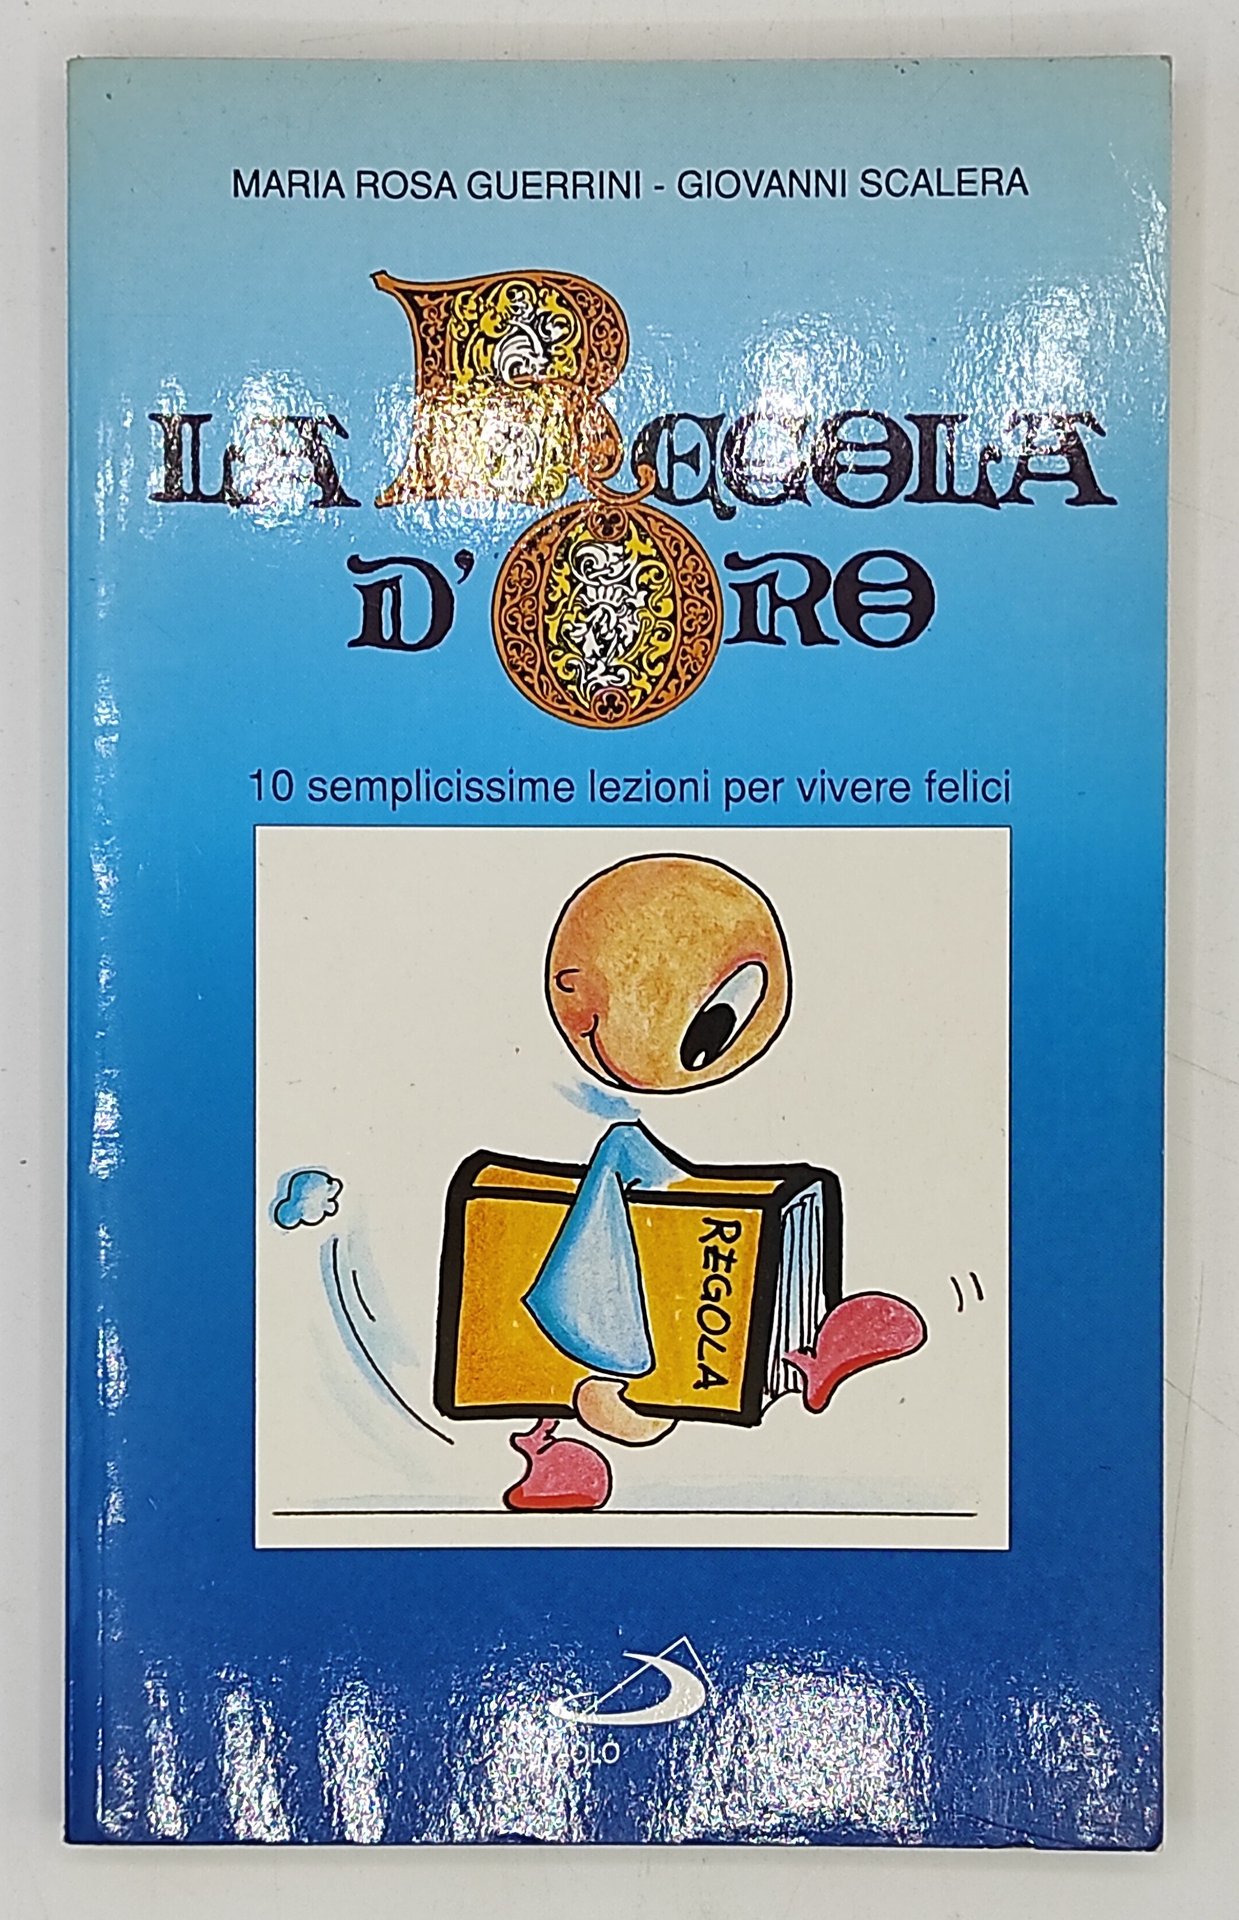 MARIA ROSA GUERRINI - GIOVANNI SCALERA
LA REGOLA
D'ORO
10 semplicissime lezioni per vivere felici
REGOLA